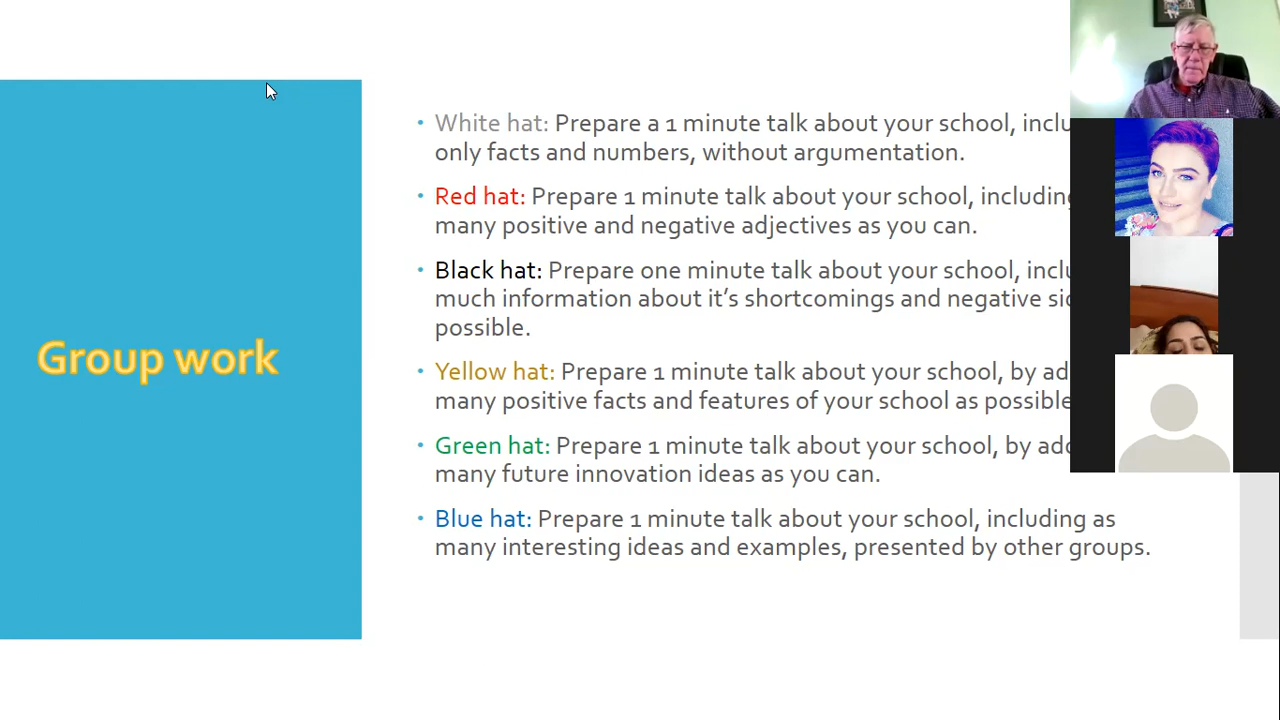 Group work
• White hat: Prepare a 1 minute talk about your school,
only facts and numbers, without argumentation.
• Red hat: Prepare 1 minute talk about your school, including
many positive and negative adjectives as you can.
• Black hat: Prepare one minute talk about your school,
much information about it's shortcomings and negative
possible.
• Yellow hat: Prepare 1 minute talk about your school, by
many positive facts and features of your school as possible
• Green hat: Prepare 1 minute talk about your school, by
many future innovation ideas as you can.
• Blue hat: Prepare 1 minute talk about your school, including as
many interesting ideas and examples, presented by other groups.